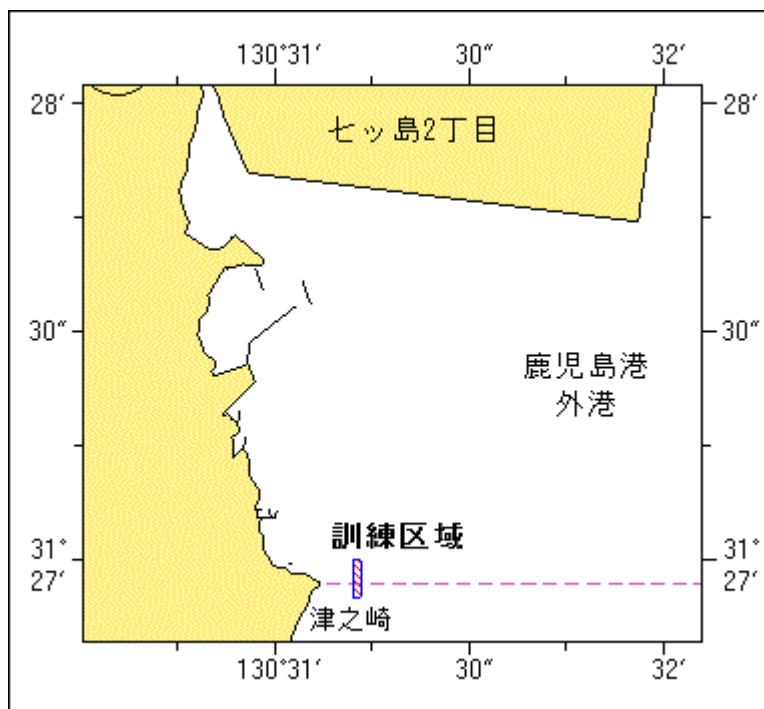 130°31′ 30″ 32′
28′ 28′
七ッ島2丁目
30″ 30″
鹿児島港
外港
訓練区域
31° 31°
27′ 27′
津之崎
130°31′ 30″ 32′